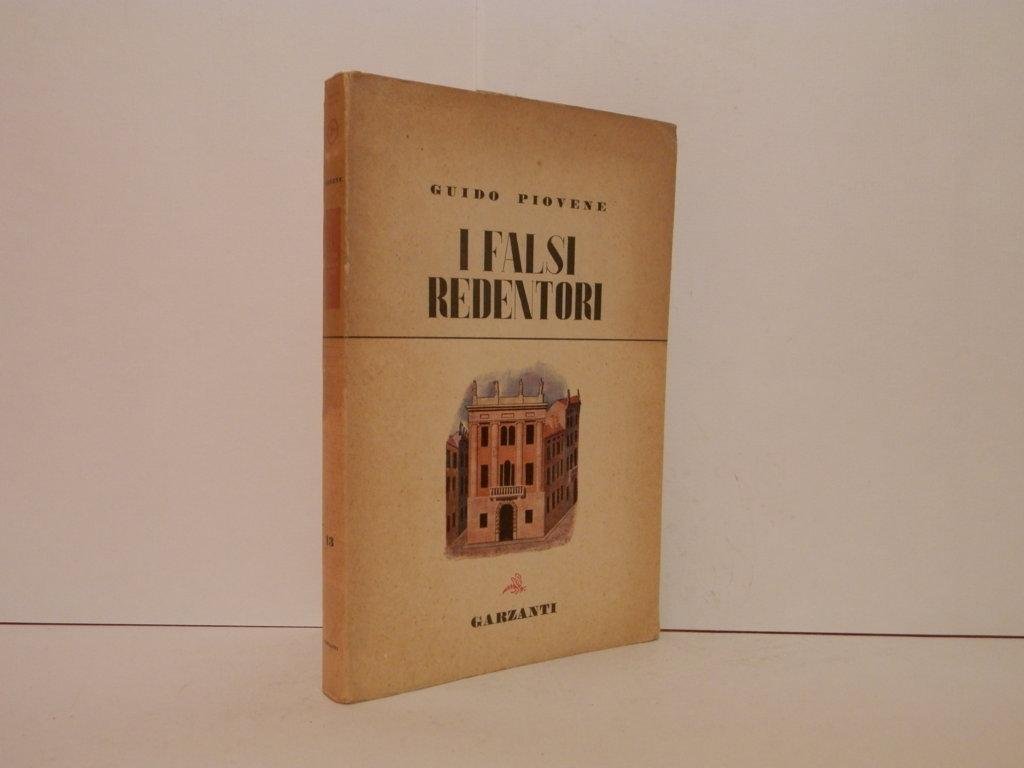 GUIDO PIOVENE
I FALSI
REDENTORI
GARZANTI